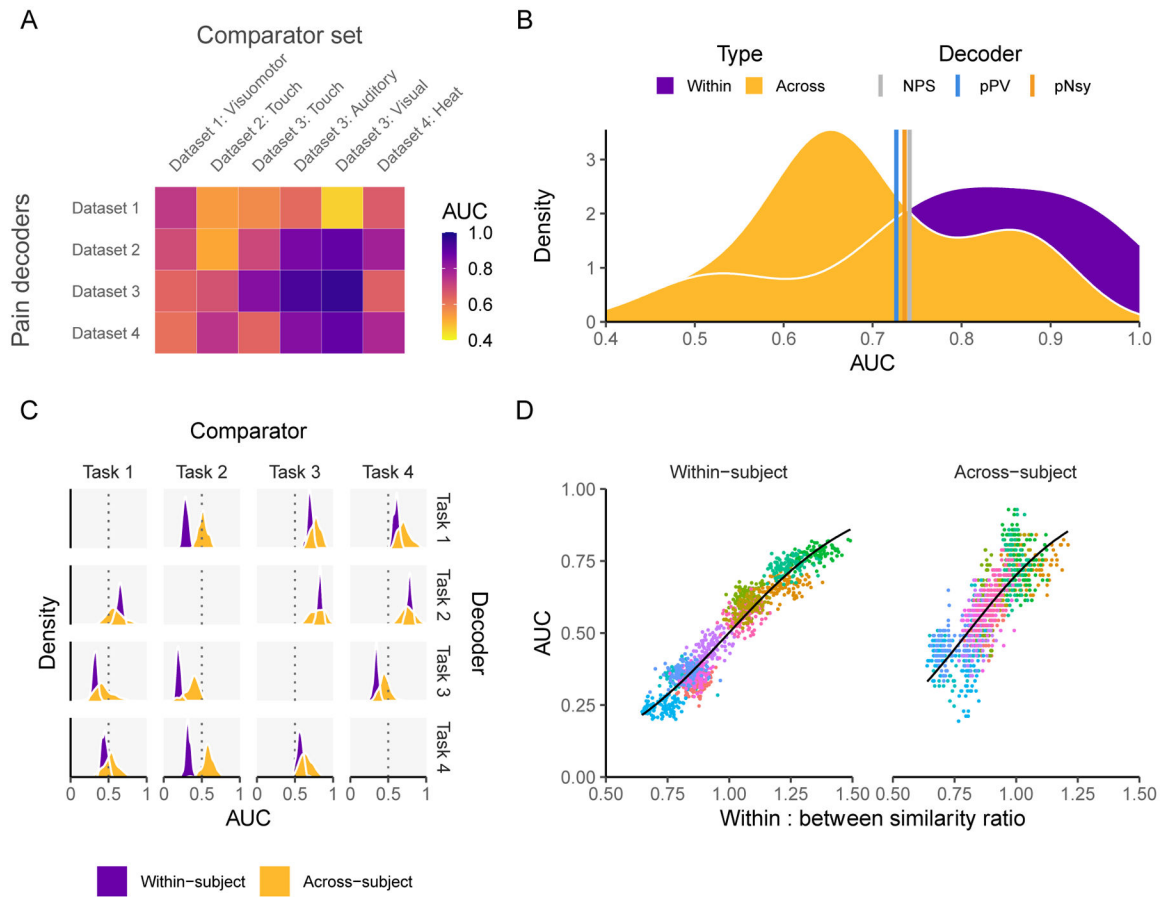 A
Comparator set
Dataset 1: Visuomotor
Dataset 2: Touch
Dataset 3: Touch
Dataset 3: Auditory
Dataset 3: Visual
Dataset 4: Heat
Pain decoders
Dataset 1
Dataset 2
Dataset 3
Dataset 4
AUC
1.0
0.8
0.6
0.4
B
Type
Within
Across
Decoder
NPS
pPV
pNsy
Density
3
2
1
0
0.4 0.5 0.6 0.7 0.8 0.9 1.0
AUC
C
Comparator
Task 1 Task 2 Task 3 Task 4
Density
Task 1
Task 2
Task 3
Task 4
Decoder
0 0.5 1 0 0.5 1 0 0.5 1 0 0.5 1
AUC
Within-subject
Across-subject
D
Within-subject
Across-subject
AUC
1.00
0.75
0.50
0.25
0.00
0.50 0.75 1.00 1.25 1.50 0.50 0.75 1.00 1.25 1.50
Within : between similarity ratio